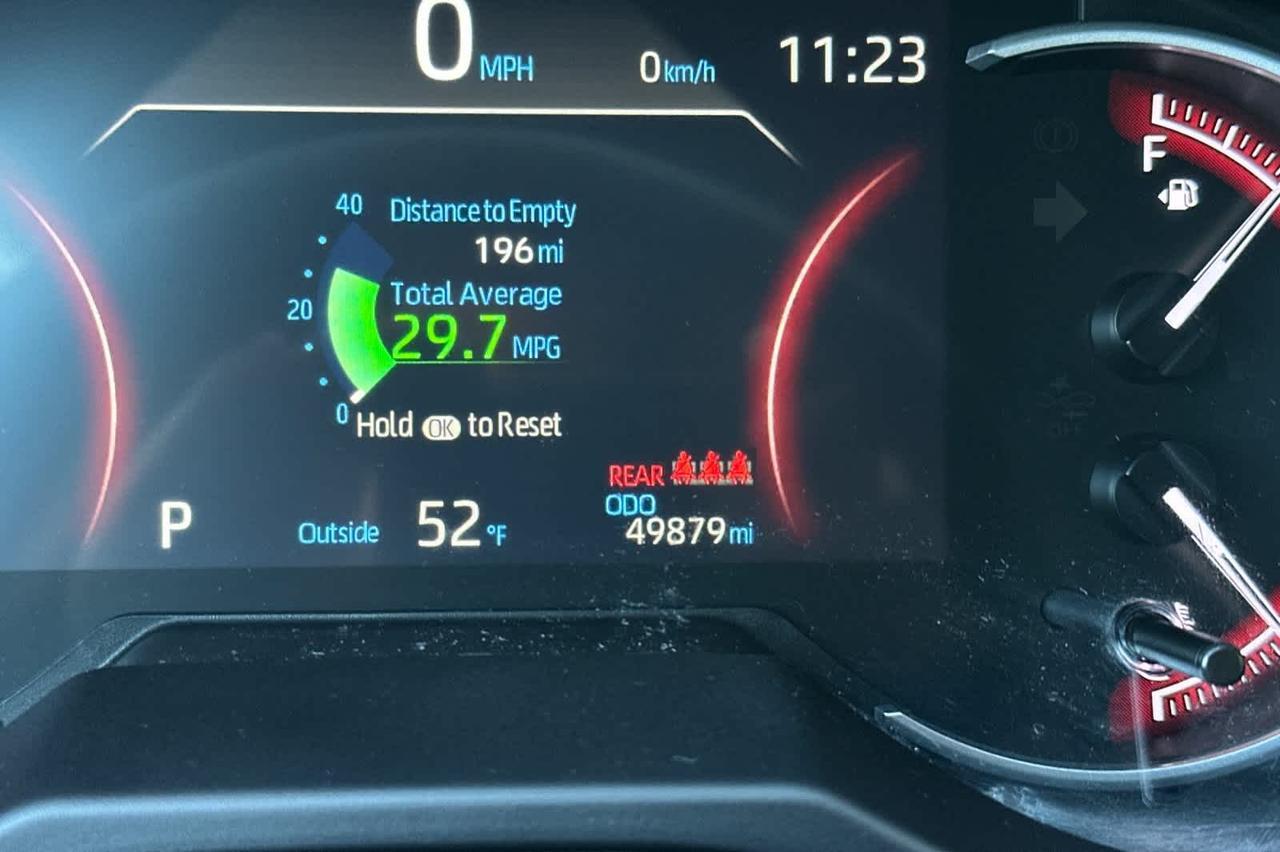 0 MPH 0 km/h 11:23
F
40 Distance to Empty
196 mi
20 Total Average
29.7 MPG
0 Hold OK to Reset
REAR
ODO
P Outside 52 °F 49879 mi